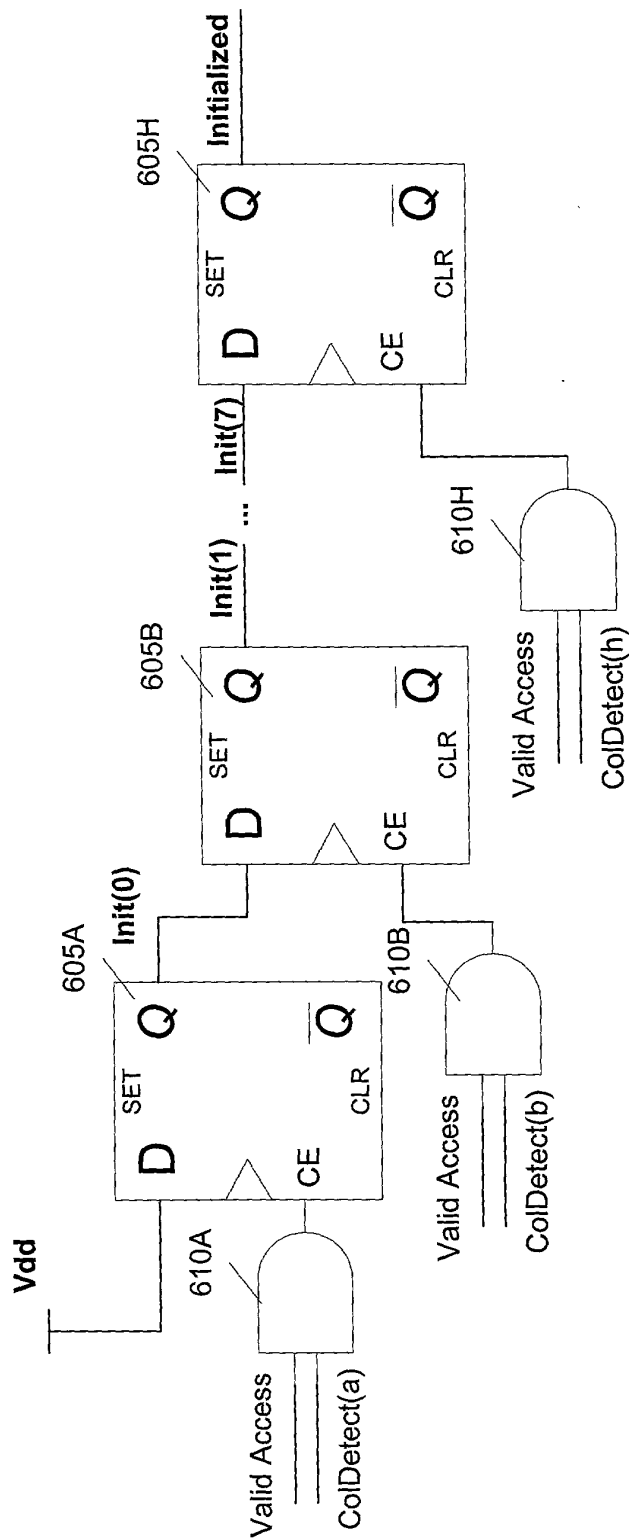 Vdd
605A
Init(0)
SET
D
Q
CE
CLR
Q
610A
Valid Access
ColDetect(a)
605B
Init(1)
...
Init(7)
SET
D
Q
CE
CLR
Q
610B
Valid Access
ColDetect(b)
605H
Initialized
SET
D
Q
CE
CLR
Q
610H
Valid Access
ColDetect(h)